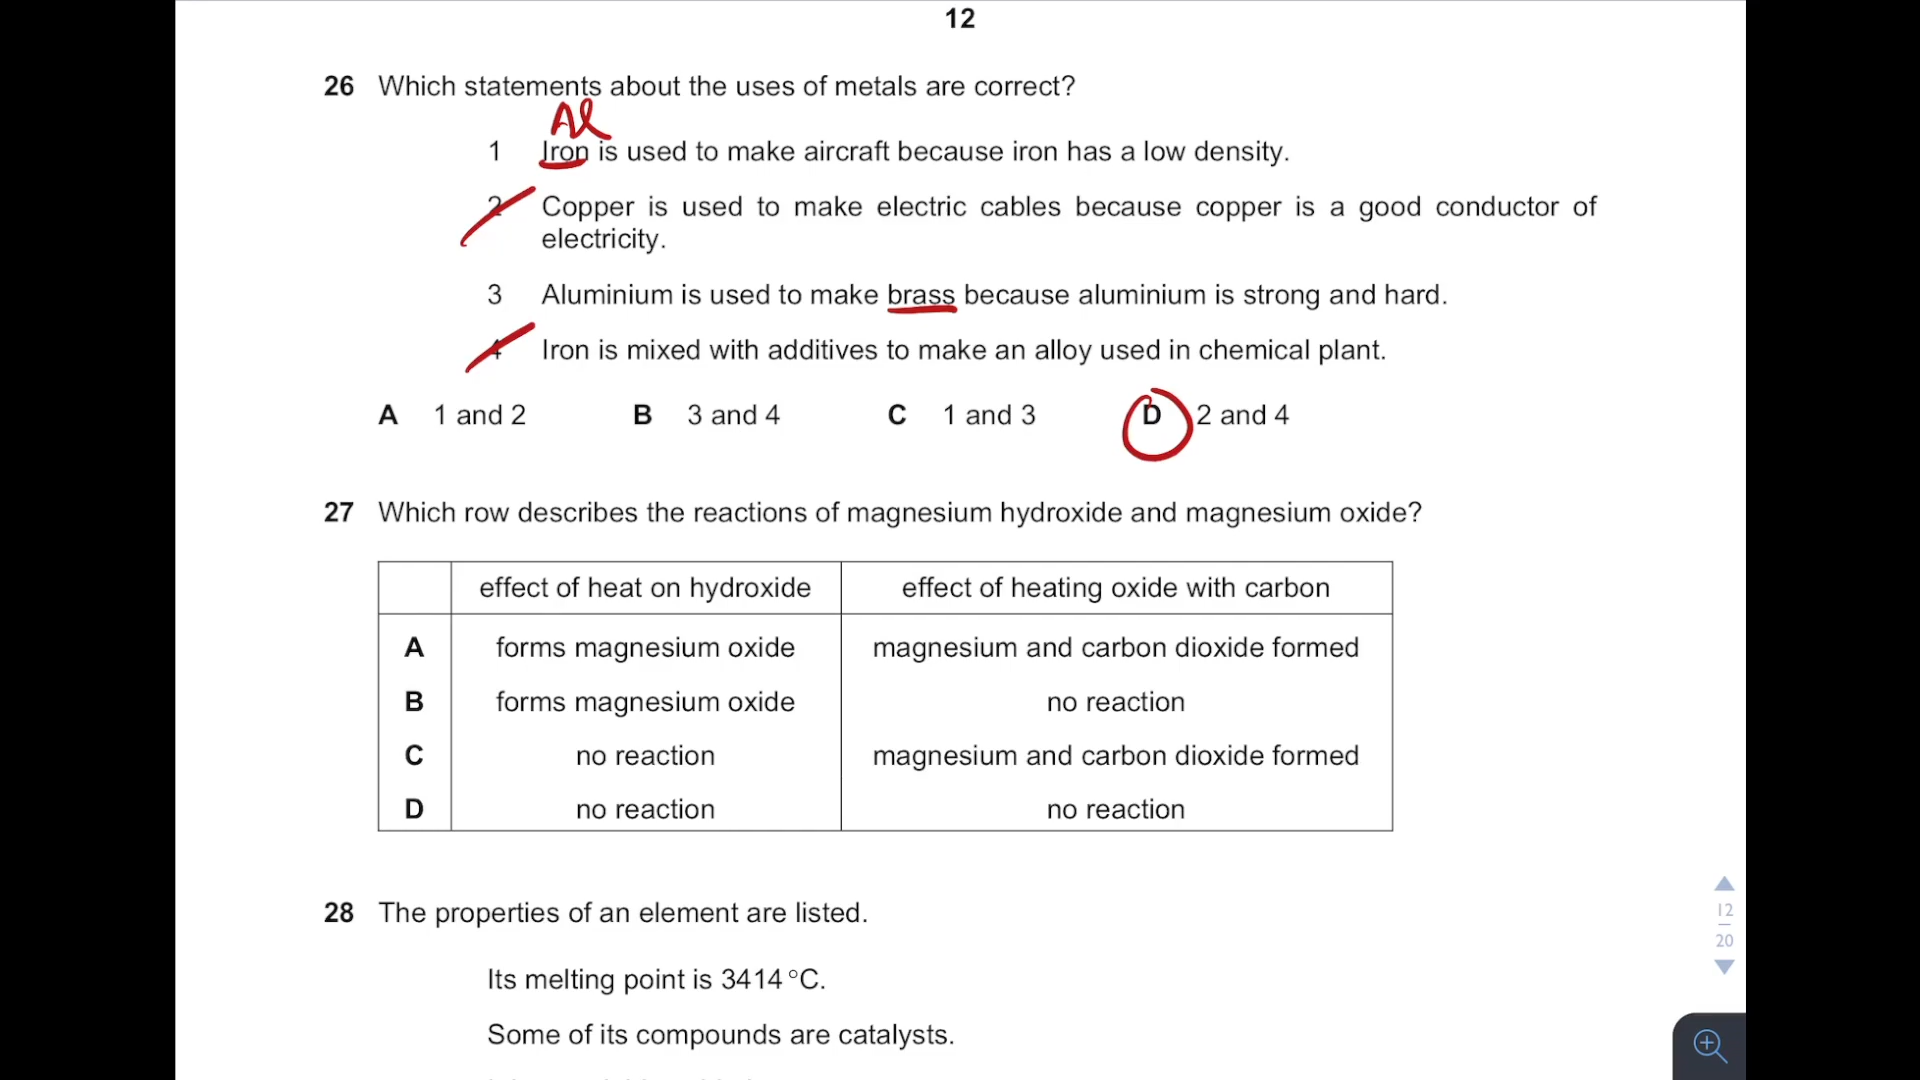 12
26 Which statements about the uses of metals are correct?
Al
1 Iron is used to make aircraft because iron has a low density.
2 Copper is used to make electric cables because copper is a good conductor of
electricity.
3 Aluminium is used to make brass because aluminium is strong and hard.
4 Iron is mixed with additives to make an alloy used in chemical plant.
A 1 and 2 B 3 and 4 C 1 and 3 D 2 and 4
27 Which row describes the reactions of magnesium hydroxide and magnesium oxide?
effect of heat on hydroxide effect of heating oxide with carbon
A forms magnesium oxide magnesium and carbon dioxide formed
B forms magnesium oxide no reaction
C no reaction magnesium and carbon dioxide formed
D no reaction no reaction
28 The properties of an element are listed.
Its melting point is 3414 °C.
Some of its compounds are catalysts.
12
20